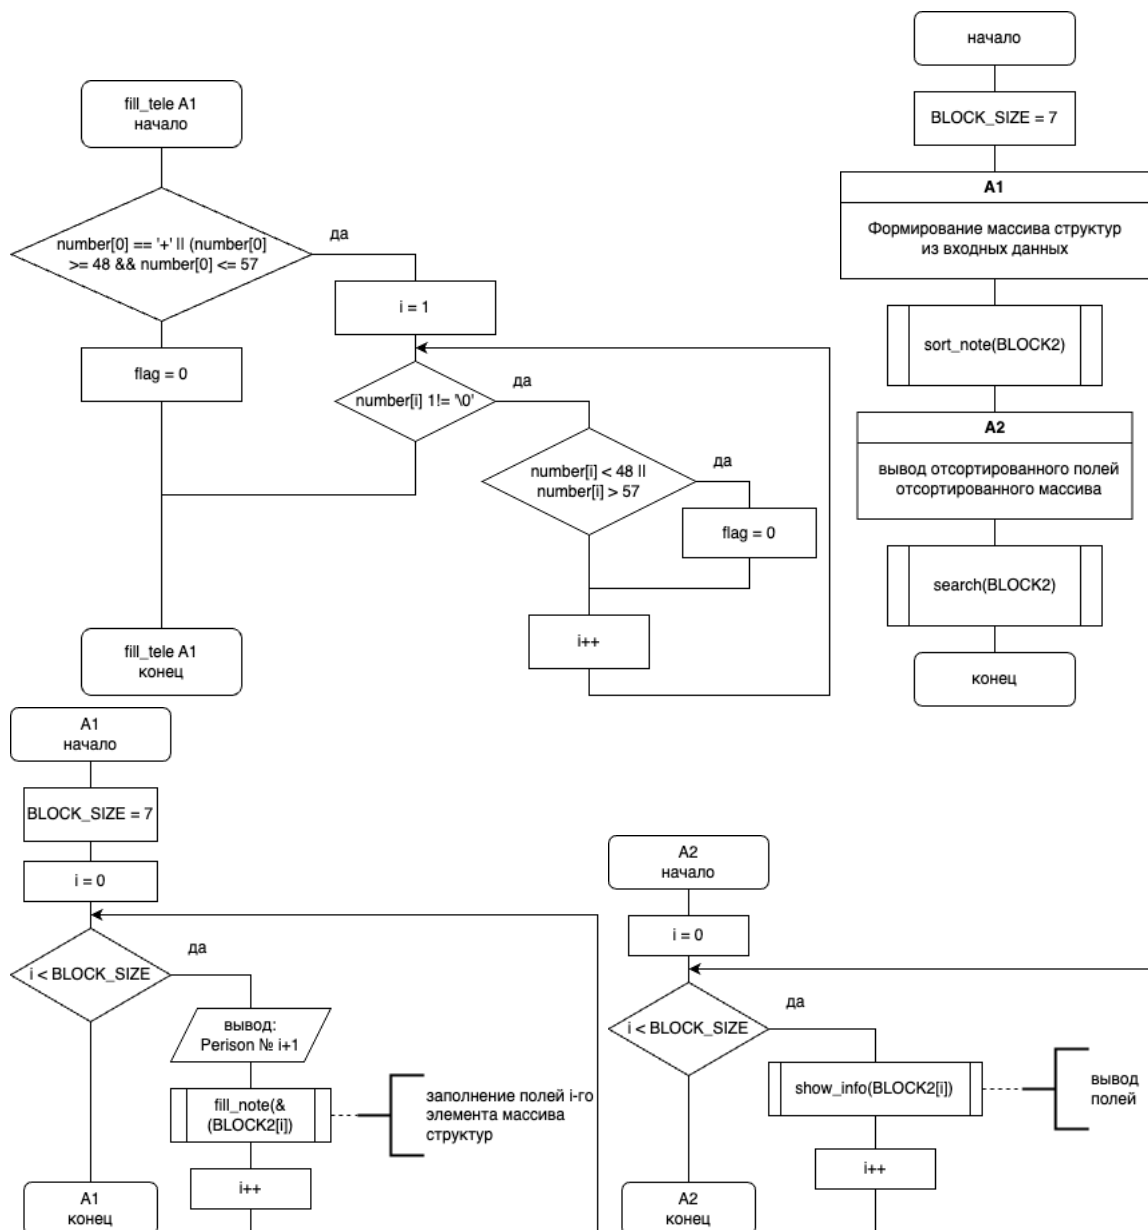 fill_tele A1
начало
number[0] == '+' || (number[0]
>= 48 && number[0] <= 57
да
flag = 0
i = 1
number[i] 1!= '\0'
да
number[i] < 48 ||
number[i] > 57
да
flag = 0
i++
fill_tele A1
конец
начало
BLOCK_SIZE = 7
A1
Формирование массива структур
из входных данных
sort_note(BLOCK2)
A2
вывод отсортированного полей
отсортированного массива
search(BLOCK2)
конец
A1
начало
BLOCK_SIZE = 7
i = 0
i < BLOCK_SIZE
да
вывод:
Perison № i+1
fill_note(&
(BLOCK2[i])
заполнение полей i-го
элемента массива
структур
i++
A1
конец
A2
начало
i = 0
i < BLOCK_SIZE
да
show_info(BLOCK2[i])
вывод
полей
i++
A2
конец